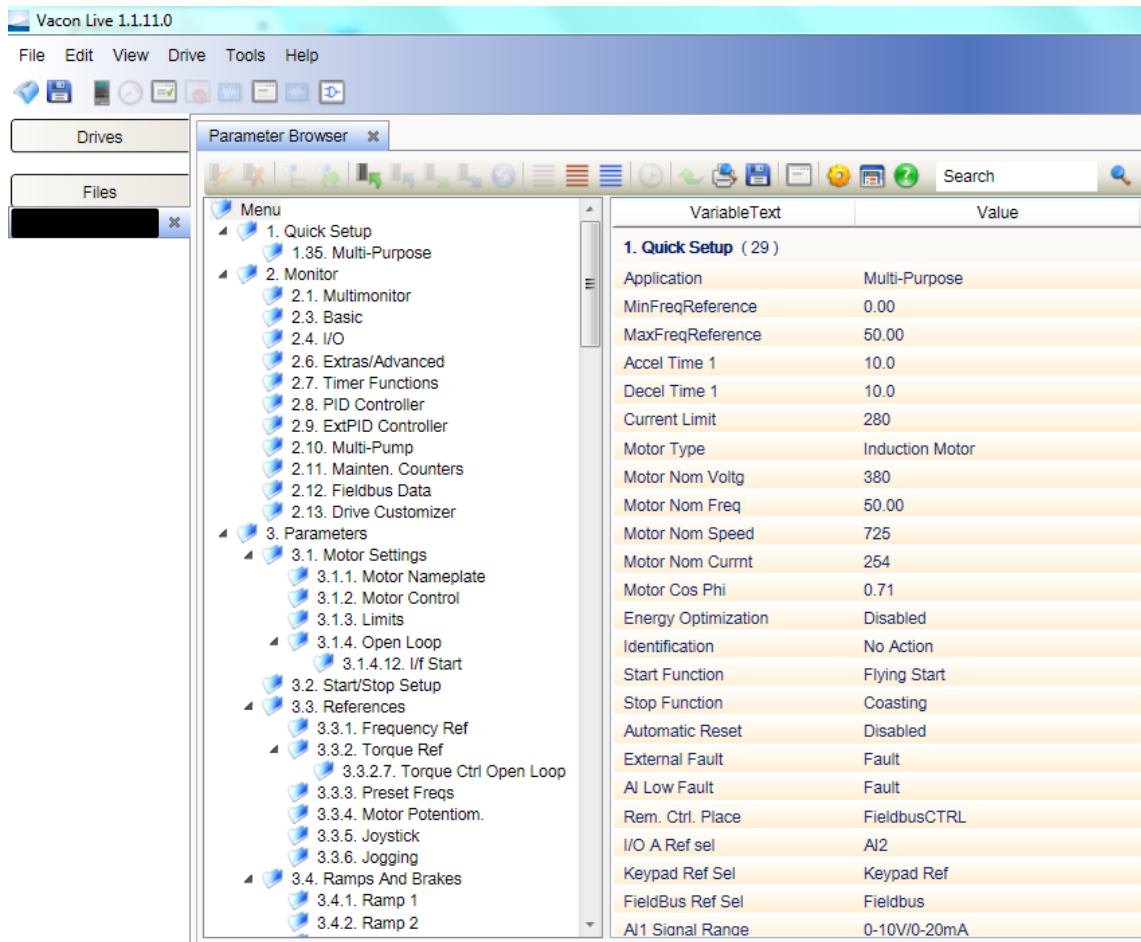 Vacon Live 1.1.11.0
File Edit View Drive Tools Help
Drives
Files
Parameter Browser
Search
Menu
1. Quick Setup
1.35. Multi-Purpose
2. Monitor
2.1. Multimonitor
2.3. Basic
2.4. I/O
2.6. Extras/Advanced
2.7. Timer Functions
2.8. PID Controller
2.9. ExtPID Controller
2.10. Multi-Pump
2.11. Mainten. Counters
2.12. Fieldbus Data
2.13. Drive Customizer
3. Parameters
3.1. Motor Settings
3.1.1. Motor Nameplate
3.1.2. Motor Control
3.1.3. Limits
3.1.4. Open Loop
3.1.4.12. I/f Start
3.2. Start/Stop Setup
3.3. References
3.3.1. Frequency Ref
3.3.2. Torque Ref
3.3.2.7. Torque Ctrl Open Loop
3.3.3. Preset Freqs
3.3.4. Motor Potentiom.
3.3.5. Joystick
3.3.6. Jogging
3.4. Ramps And Brakes
3.4.1. Ramp 1
3.4.2. Ramp 2
VariableText Value
1. Quick Setup ( 29 )
Application Multi-Purpose
MinFreqReference 0.00
MaxFreqReference 50.00
Accel Time 1 10.0
Decel Time 1 10.0
Current Limit 280
Motor Type Induction Motor
Motor Nom Voltg 380
Motor Nom Freq 50.00
Motor Nom Speed 725
Motor Nom Currnt 254
Motor Cos Phi 0.71
Energy Optimization Disabled
Identification No Action
Start Function Flying Start
Stop Function Coasting
Automatic Reset Disabled
External Fault Fault
AI Low Fault Fault
Rem. Ctrl. Place FieldbusCTRL
I/O A Ref sel AI2
Keypad Ref Sel Keypad Ref
FieldBus Ref Sel Fieldbus
AI1 Signal Range 0-10V/0-20mA